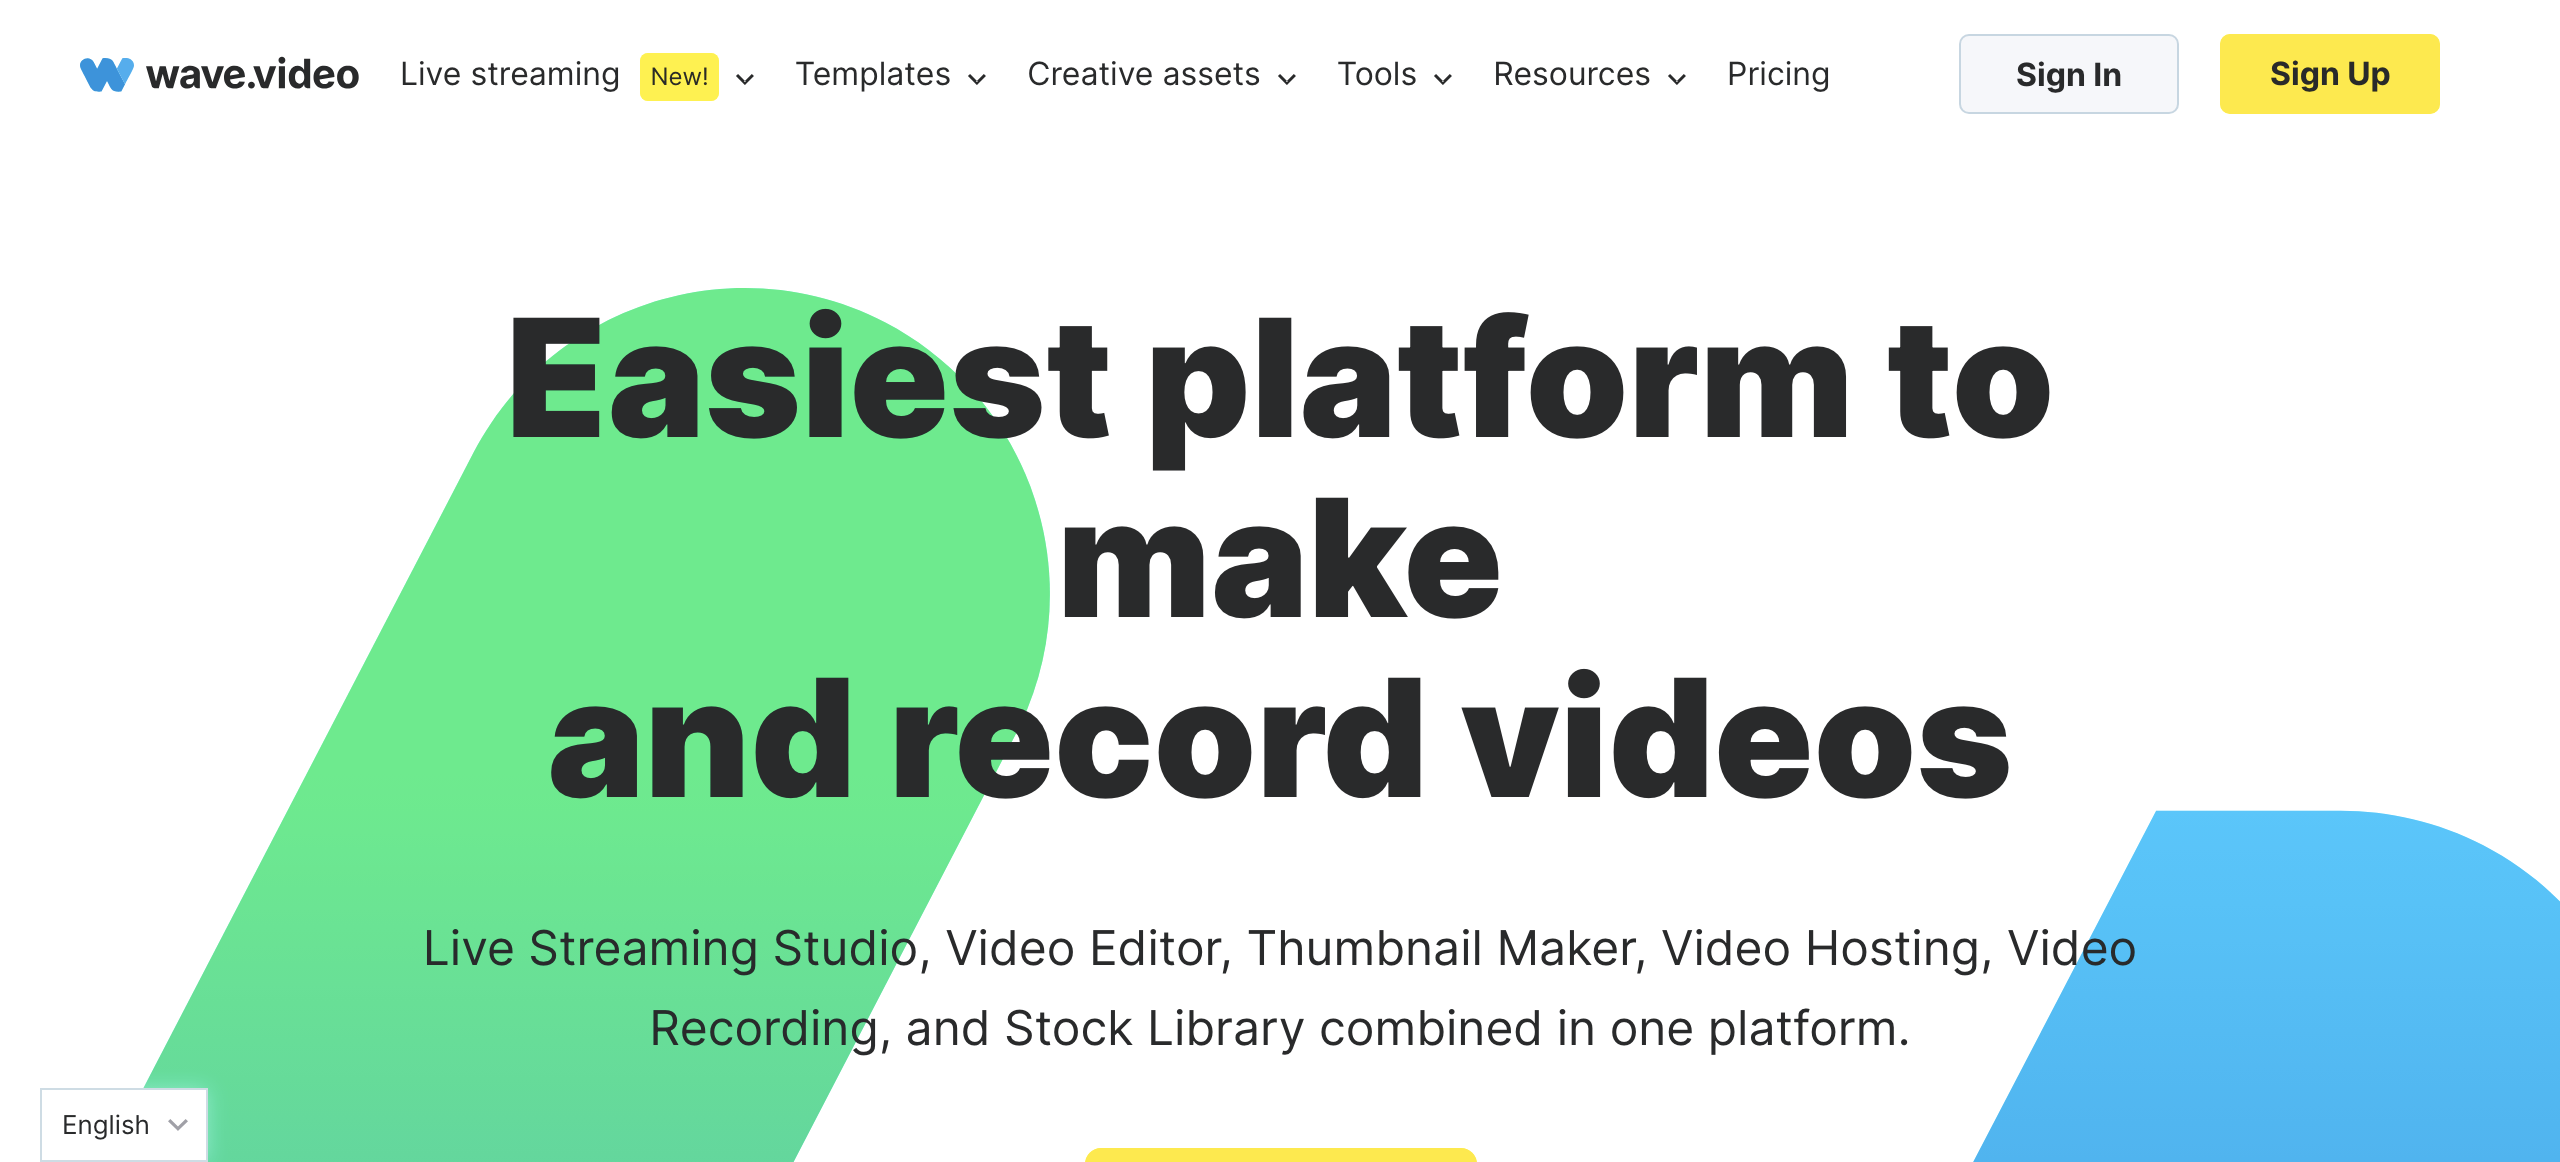 wave.video Live streaming New! Templates Creative assets Tools Resources Pricing Sign In Sign Up
Easiest platform to
make
and record videos
Live Streaming Studio, Video Editor, Thumbnail Maker, Video Hosting, Video
Recording, and Stock Library combined in one platform.
English